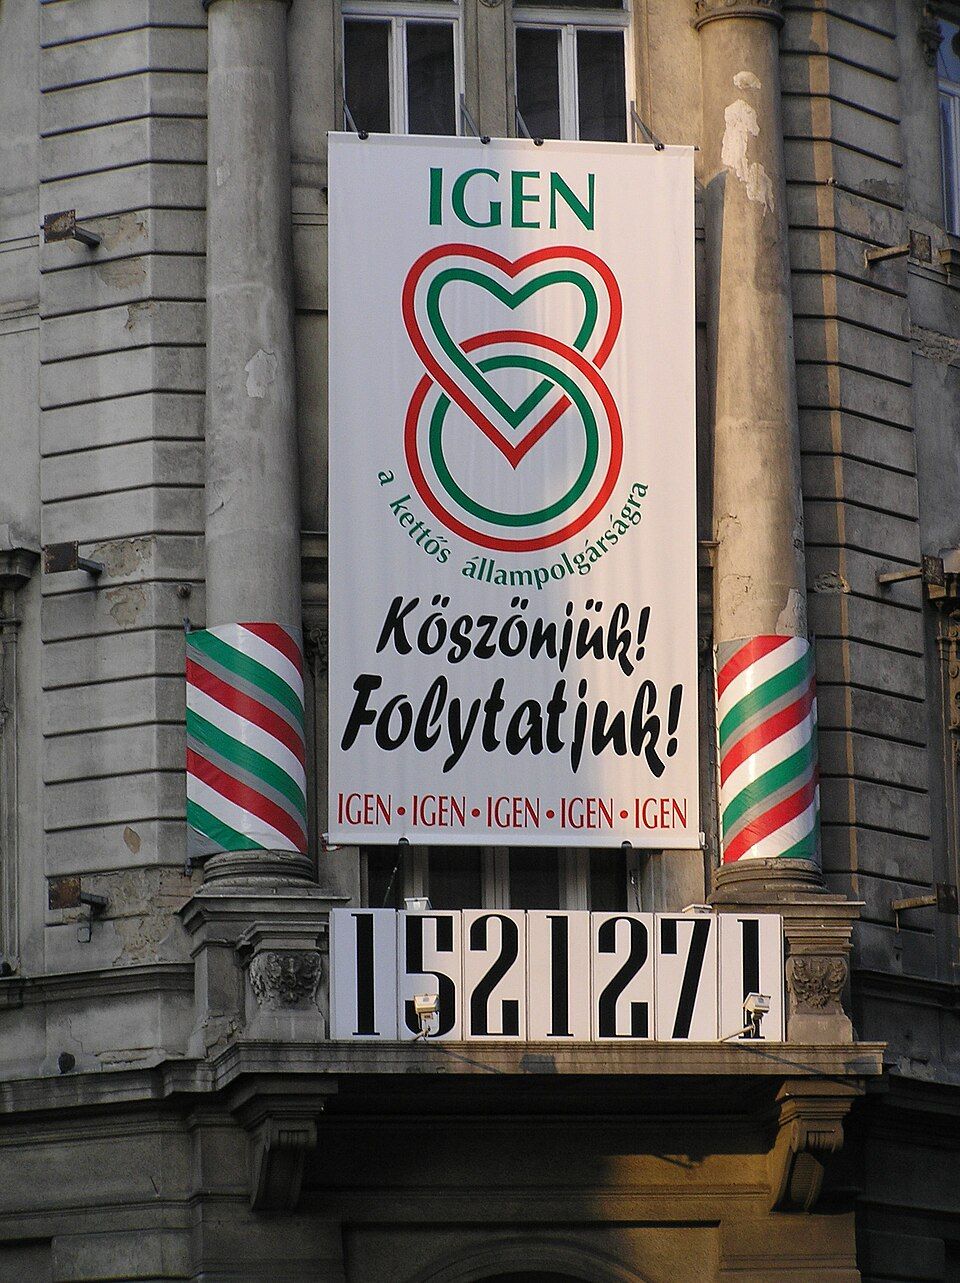 IGEN
a kettős állampolgárságra
Köszönjük!
Folytatjuk!
IGEN • IGEN • IGEN • IGEN • IGEN
1521271